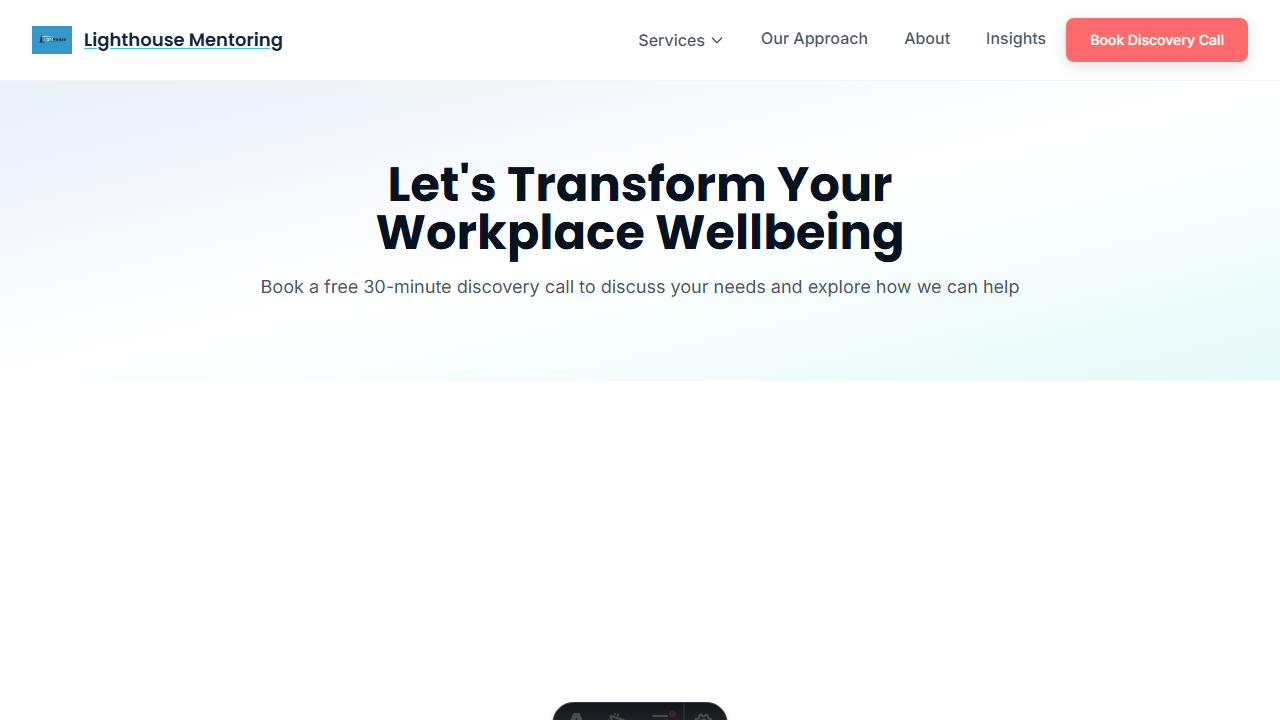 Lighthouse Mentoring
Services
Our Approach
About
Insights
Book Discovery Call
Let's Transform Your
Workplace Wellbeing
Book a free 30-minute discovery call to discuss your needs and explore how we can help